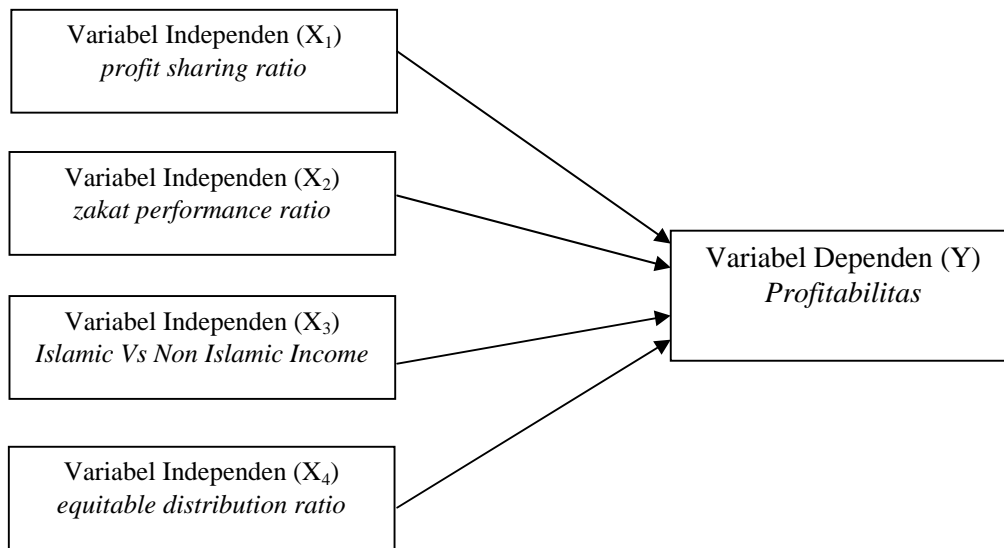 Variabel Independen (X₁)
profit sharing ratio
Variabel Independen (X₂)
zakat performance ratio
Variabel Independen (X₃)
Islamic Vs Non Islamic Income
Variabel Independen (X₄)
equitable distribution ratio
Variabel Dependen (Y)
Profitabilitas